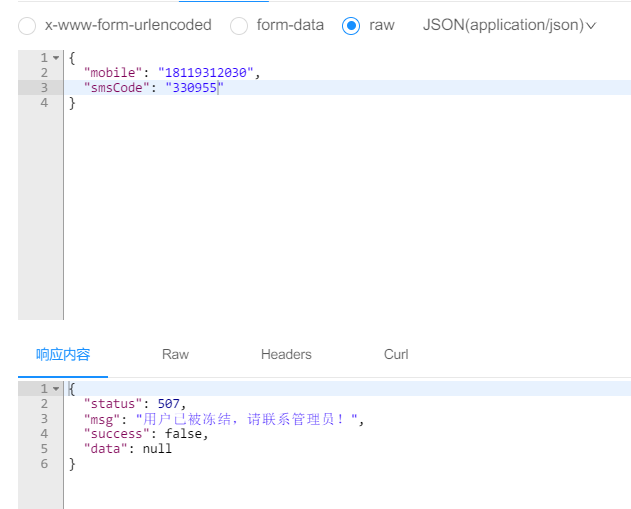 x-www-form-urlencoded form-data raw JSON(application/json)
1 {
2 "mobile": "18119312030",
3 "smsCode": "330955"
4 }
响应内容 Raw Headers Curl
1 {
2 "status": 507,
3 "msg": "用户已被冻结，请联系管理员！",
4 "success": false,
5 "data": null
6 }